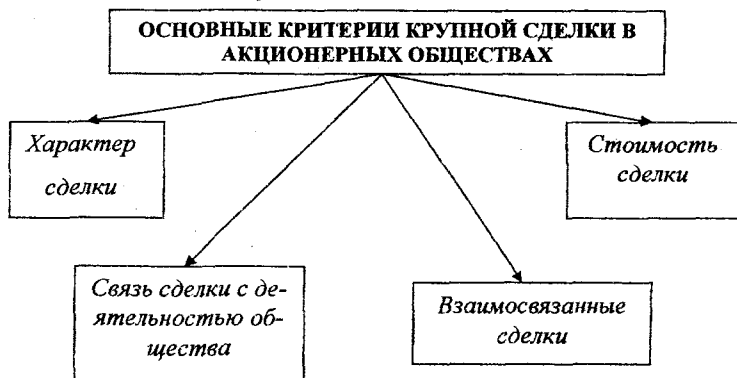 ОСНОВНЫЕ КРИТЕРИИ КРУПНОЙ СДЕЛКИ В
АКЦИОНЕРНЫХ ОБЩЕСТВАХ
Характер
сделки
Стоимость
сделки
Связь сделки с де-
ятельностью об-
щества
Взаимосвязанные
сделки